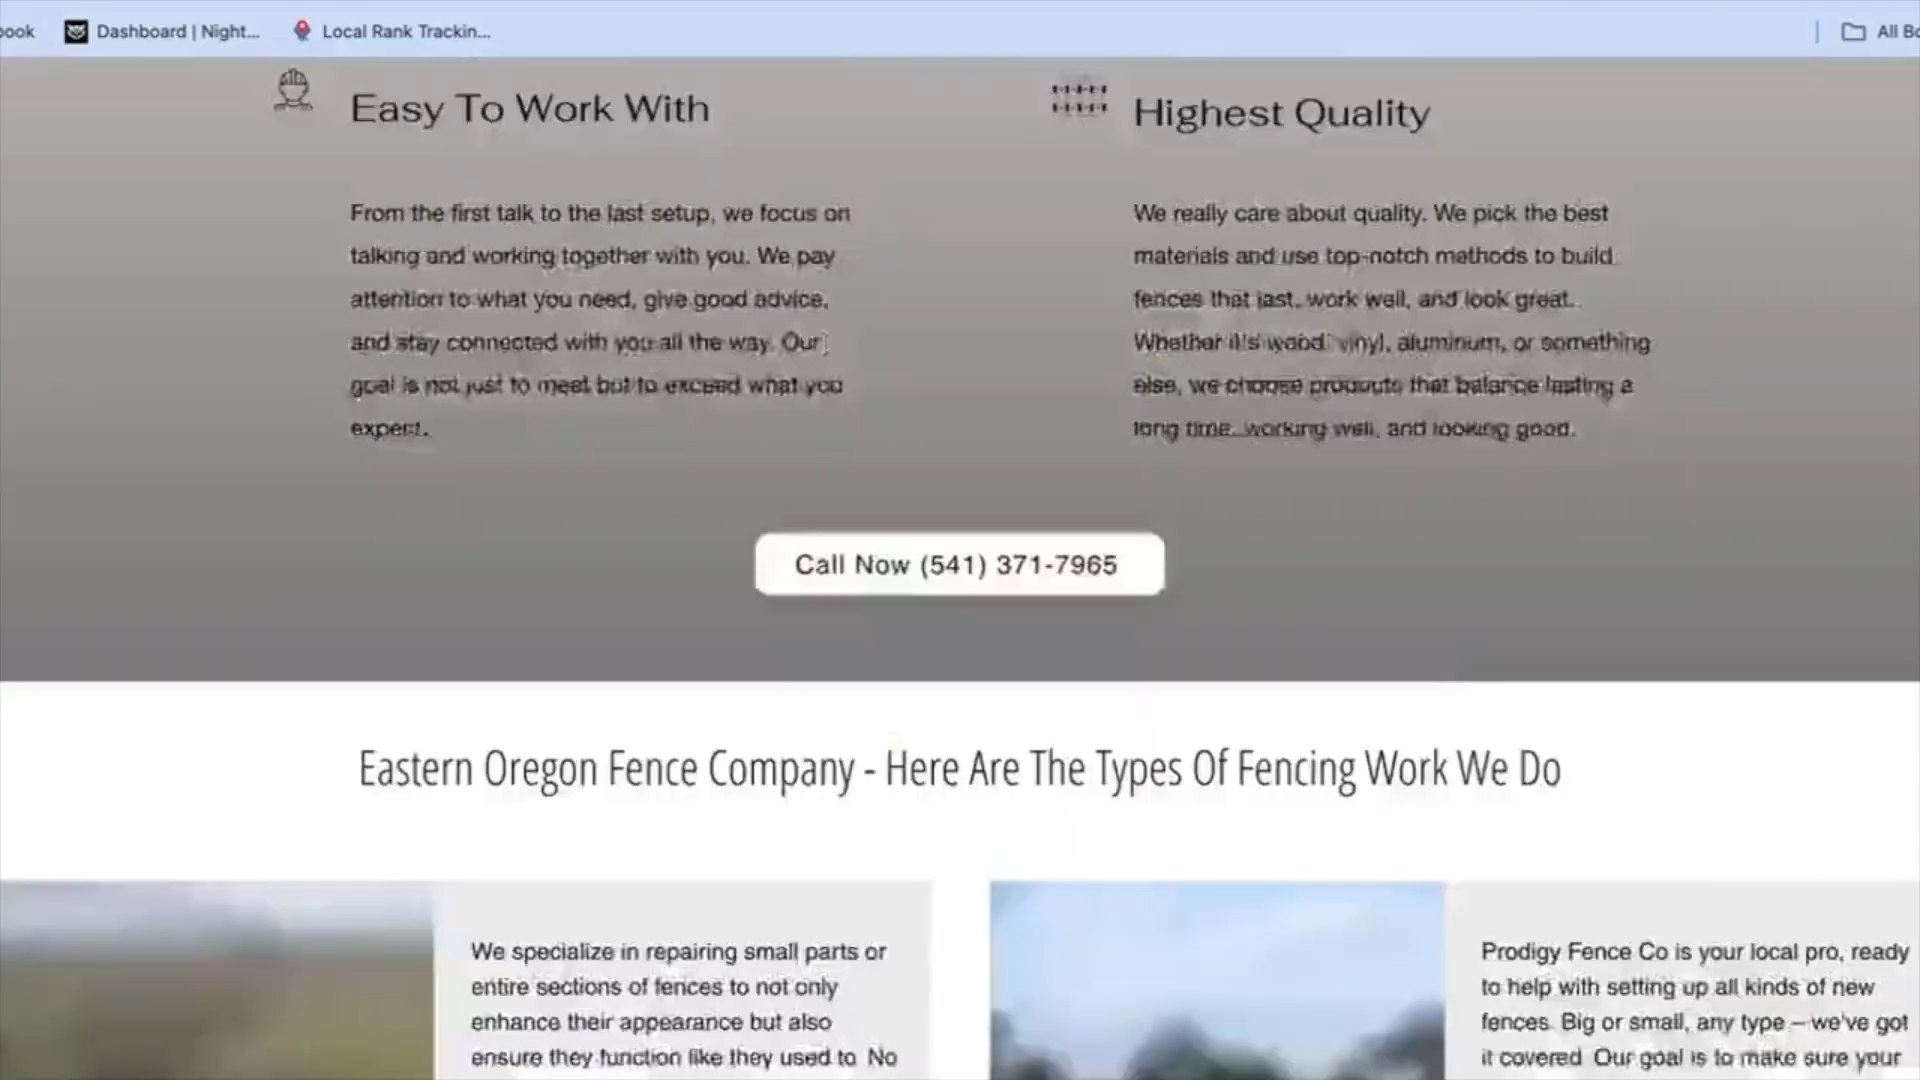 book
Dashboard | Night...
Local Rank Trackin...
All Bo
Easy To Work With
From the first talk to the last setup, we focus on
talking and working together with you. We pay
attention to what you need, give good advice,
and stay connected with you all the way. Our
goal is not just to meet but to exceed what you
expect.
Highest Quality
We really care about quality. We pick the best
materials and use top-notch methods to build
fences that last, work well, and look great.
Whether it's wood, vinyl, aluminum, or something
else, we choose products that balance lasting a
long time, working well, and looking good.
Call Now (541) 371-7965
Eastern Oregon Fence Company - Here Are The Types Of Fencing Work We Do
We specialize in repairing small parts or
entire sections of fences to not only
enhance their appearance but also
ensure they function like they used to. No
Prodigy Fence Co is your local pro, ready
to help with setting up all kinds of new
fences. Big or small, any type – we've got
it covered. Our goal is to make sure your